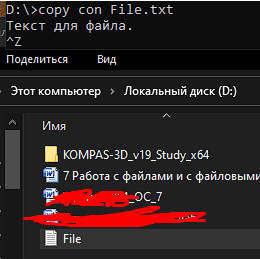 D:\>copy con File.txt
Текст для файла.
^Z
Поделиться Вид
Этот компьютер > Локальный диск (D:)
Имя
KOMPAS-3D_v19_Study_x64
7 Работа с файлами и с файловыми
ОС_7
File